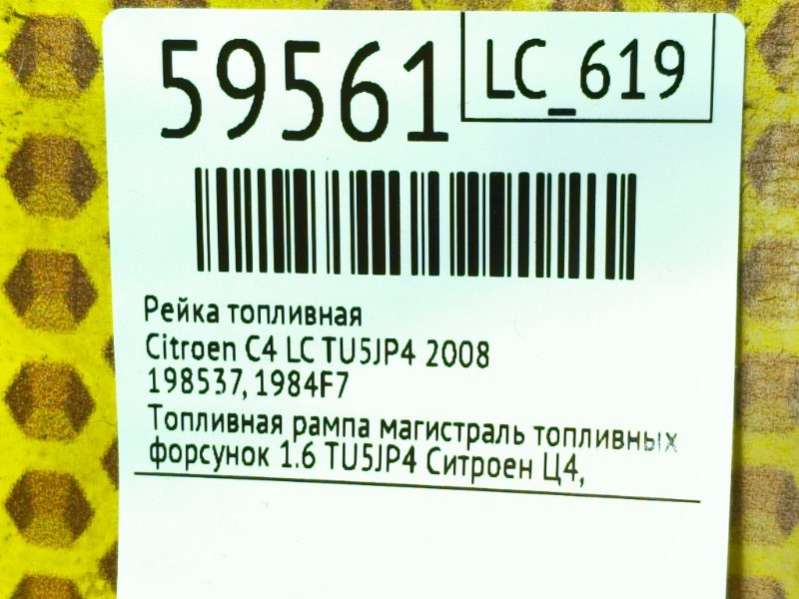 59561
LC_619
Рейка топливная
Citroen C4 LC TU5JP4 2008
198537, 1984F7
Топливная рампа магистраль топливных
форсунок 1.6 TU5JP4 Ситроен Ц4,